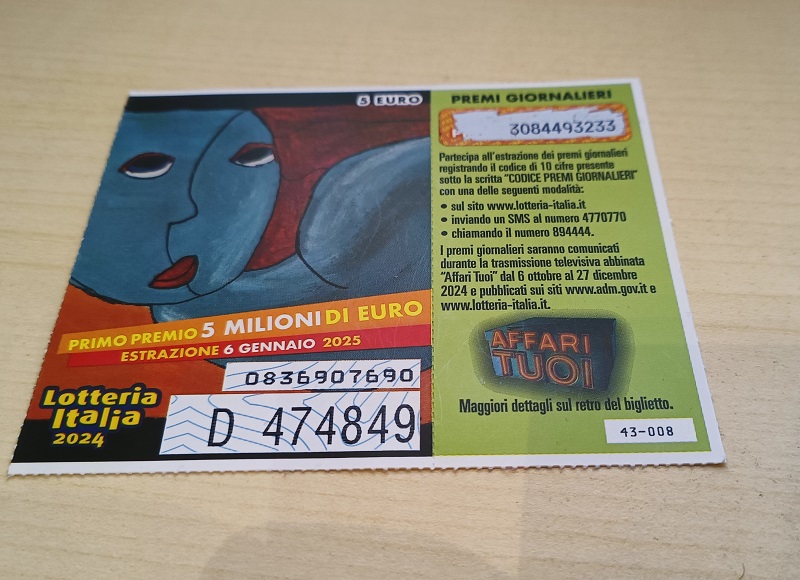 5 EURO
PRIMO PREMIO 5 MILIONI DI EURO
ESTRAZIONE 6 GENNAIO 2025
0836907690
Lotteria
Italia
2024
D 474849
PREMI GIORNALIERI
3084493233
Partecipa all'estrazione dei premi giornalieri
registrando il codice di 10 cifre presente
sotto la scritta "CODICE PREMI GIORNALIERI"
con una delle seguenti modalità:
• sul sito www.lotteria-italia.it
• inviando un SMS al numero 4770770
• chiamando il numero 894444.
I premi giornalieri saranno comunicati
durante la trasmissione televisiva abbinata
"Affari Tuoi" dal 6 ottobre al 27 dicembre
2024 e pubblicati sui siti www.adm.gov.it e
www.lotteria-italia.it.
AFFARI
TUOI
Maggiori dettagli sul retro del biglietto.
43-008